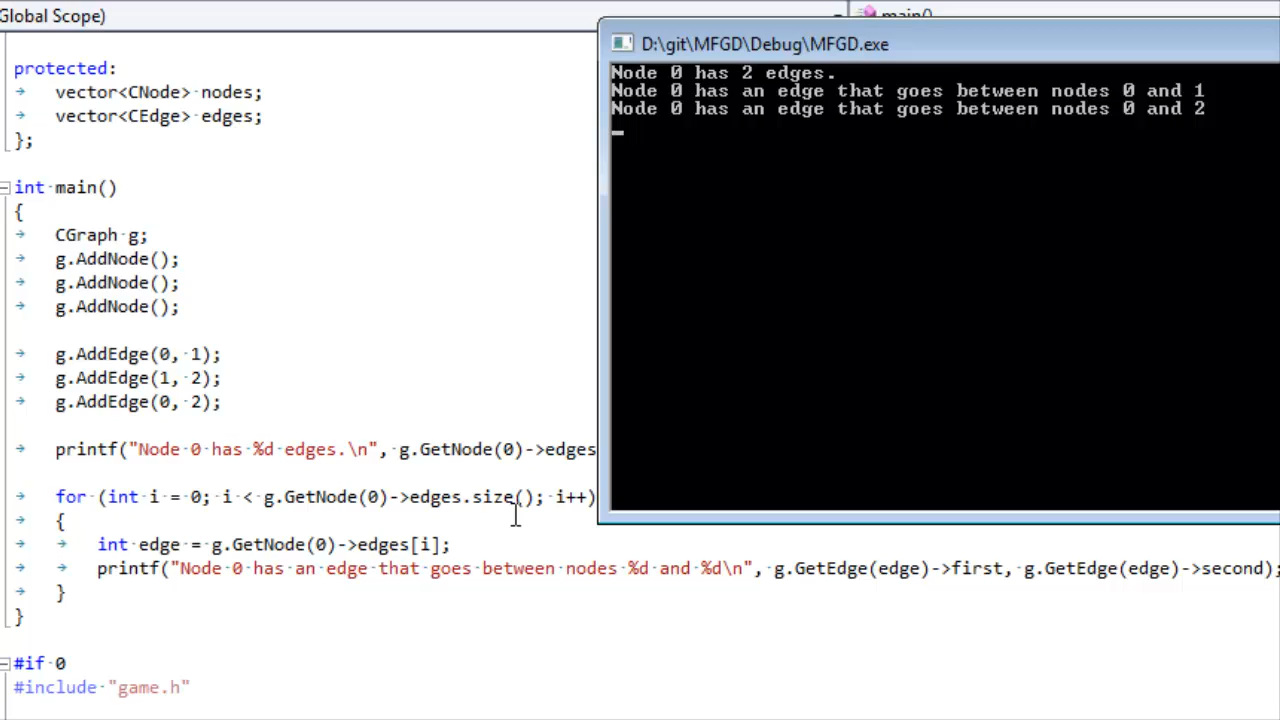 Global Scope)
main()
protected:
vector<CNode> nodes;
vector<CEdge> edges;
};
int main()
{
CGraph g;
g.AddNode();
g.AddNode();
g.AddNode();
g.AddEdge(0, 1);
g.AddEdge(1, 2);
g.AddEdge(0, 2);
printf("Node 0 has %d edges.\n", g.GetNode(0)->edges
for (int i = 0; i < g.GetNode(0)->edges.size(); i++)
{
int edge = g.GetNode(0)->edges[i];
printf("Node 0 has an edge that goes between nodes %d and %d\n", g.GetEdge(edge)->first, g.GetEdge(edge)->second);
}
}
#if 0
#include "game.h"
D:\git\MFGD\Debug\MFGD.exe
Node 0 has 2 edges.
Node 0 has an edge that goes between nodes 0 and 1
Node 0 has an edge that goes between nodes 0 and 2